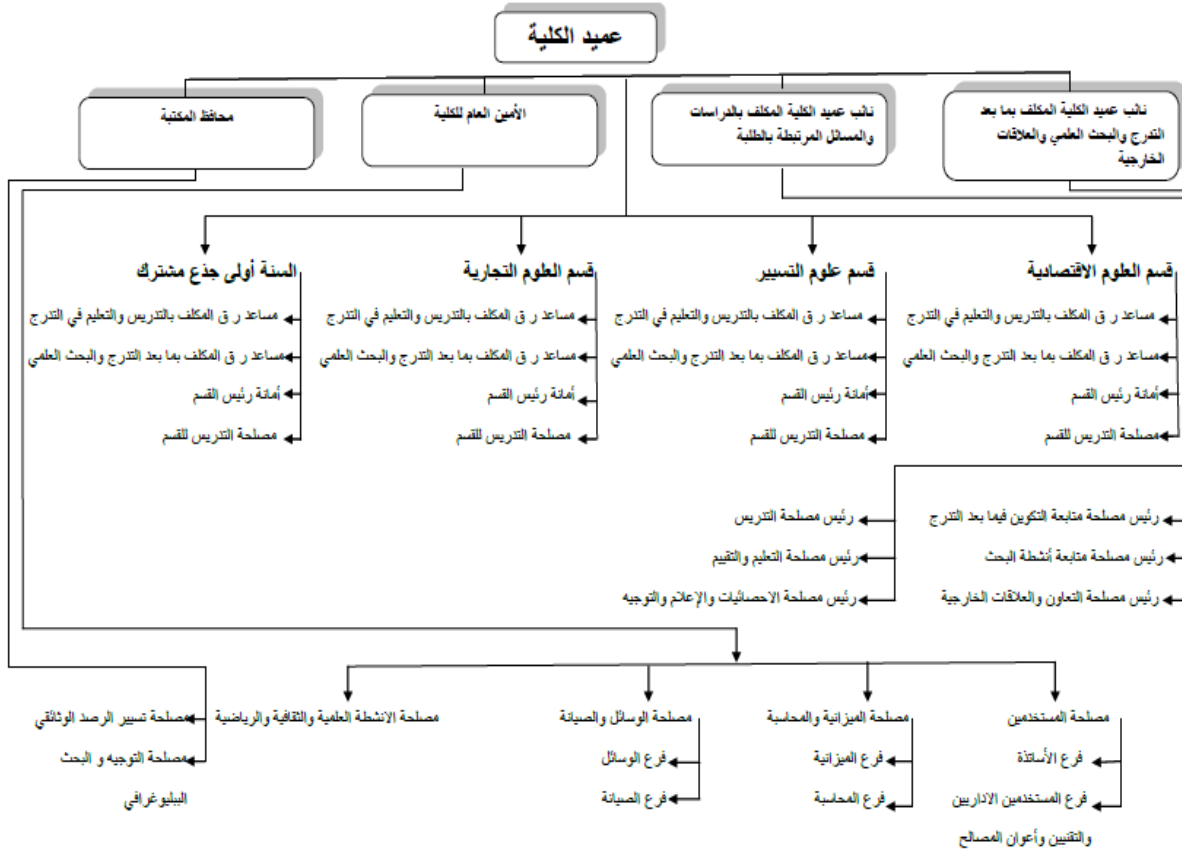 عميد الكلية
نائب عميد الكلية المكلف بما بعد
التدرج والبحث العلمي والعلاقات
الخارجية
نائب عميد الكلية المكلف بالدراسات
والمسائل المرتبطة بالطلبة
الأمين العام للكلية
محافظ المكتبة
قسم العلوم الاقتصادية
مساعد ر ق المكلف بالتدريس والتعليم في التدرج
مساعد ر ق المكلف بما بعد التدرج والبحث العلمي
أمانة رئيس القسم
مصلحة التدريس للقسم
قسم علوم التسيير
مساعد ر ق المكلف بالتدريس والتعليم في التدرج
مساعد ر ق المكلف بما بعد التدرج والبحث العلمي
أمانة رئيس القسم
مصلحة التدريس للقسم
قسم العلوم التجارية
مساعد ر ق المكلف بالتدريس والتعليم في التدرج
مساعد ر ق المكلف بما بعد التدرج والبحث العلمي
أمانة رئيس القسم
مصلحة التدريس للقسم
السنة أولى جذع مشترك
مساعد ر ق المكلف بالتدريس والتعليم في التدرج
مساعد ر ق المكلف بما بعد التدرج والبحث العلمي
أمانة رئيس القسم
مصلحة التدريس للقسم
رئيس مصلحة متابعة التكوين فيما بعد التدرج
رئيس مصلحة متابعة أنشطة البحث
رئيس مصلحة التعاون والعلاقات الخارجية
رئيس مصلحة التدريس
رئيس مصلحة التعليم والتقييم
رئيس مصلحة الاحصائيات والإعلام والتوجيه
مصلحة المستخدمين
فرع الأساتذة
فرع المستخدمين الاداريين
والتقنيين وأعوان المصالح
مصلحة الميزانية والمحاسبة
فرع الميزانية
فرع المحاسبة
مصلحة الوسائل والصيانة
فرع الوسائل
فرع الصيانة
مصلحة الانشطة العلمية والثقافية والرياضية
مصلحة تسيير الرصد الوثائقي
مصلحة التوجيه و البحث
الببليوغرافي